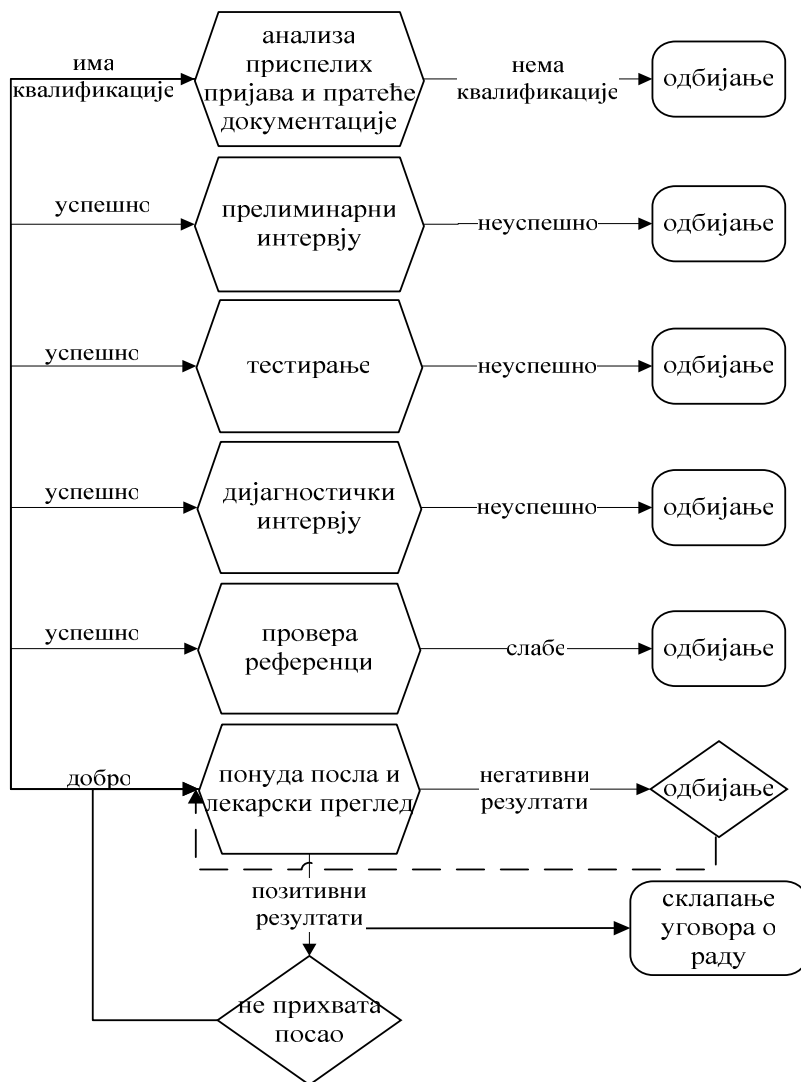 има
квалификације
анализа
приспелих
пријава и пратеће
документације
нема
квалификације
одбијање
успешно
прелиминарни
интервју
неуспешно
одбијање
успешно
тестирање
неуспешно
одбијање
успешно
дијагностички
интервју
неуспешно
одбијање
успешно
провера
референци
слабе
одбијање
добро
понуда посла и
лекарски преглед
негативни
резултати
одбијање
позитивни
резултати
склапање
уговора о
раду
не прихвата
посао